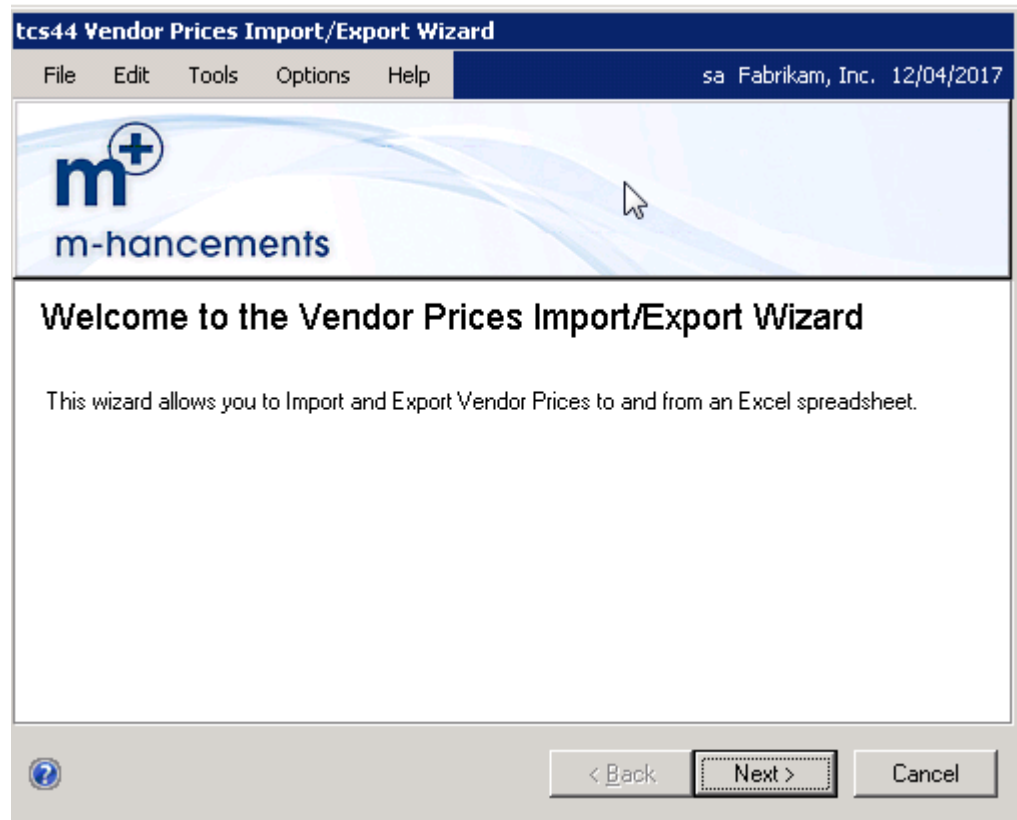 tcs44 Vendor Prices Import/Export Wizard
File Edit Tools Options Help sa Fabrikam, Inc. 12/04/2017
m+
m-hancements
Welcome to the Vendor Prices Import/Export Wizard
This wizard allows you to Import and Export Vendor Prices to and from an Excel spreadsheet.
? < Back Next > Cancel